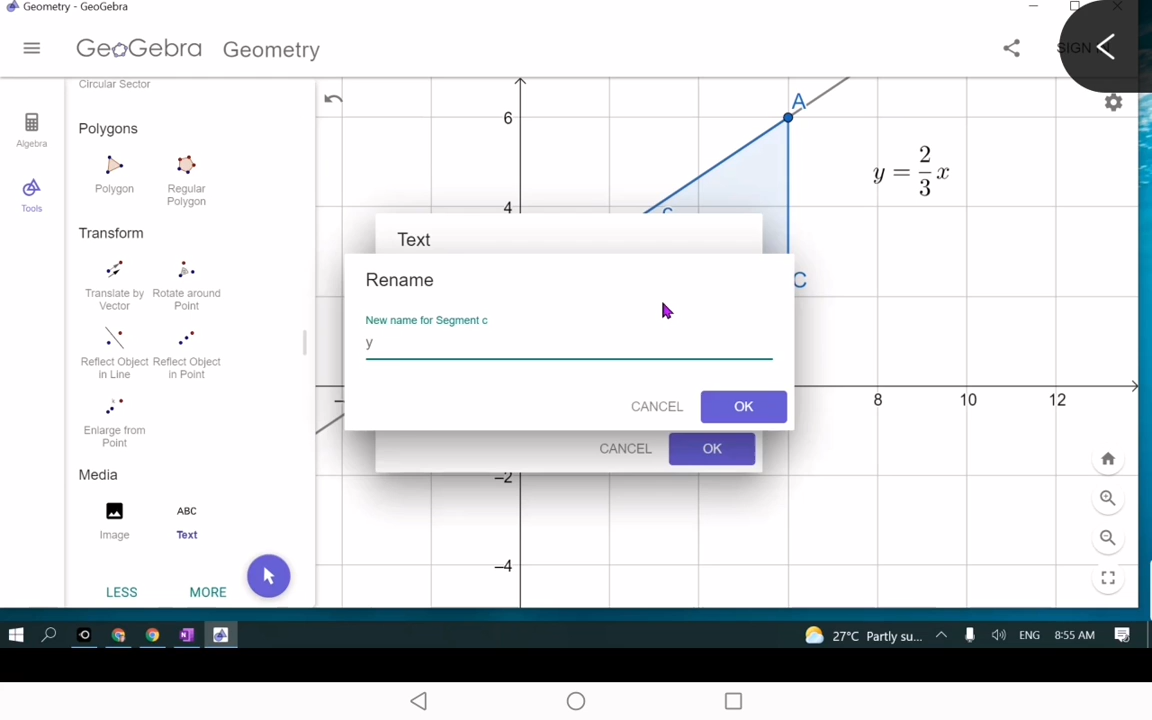 Geometry - GeoGebra
GeoGebra Geometry
SIGN
Algebra
Tools
Circular Sector
Polygons
Polygon
Regular
Polygon
Transform
Translate by
Vector
Rotate around
Point
Reflect Object
in Line
Reflect Object
in Point
Enlarge from
Point
Media
Image
ABC
Text
LESS
MORE
6
4
A
y = 2/3 x
C
Text
Rename
New name for Segment c
y
CANCEL
OK
CANCEL
OK
8
10
12
–2
–4
27°C Partly su...
ENG
8:55 AM